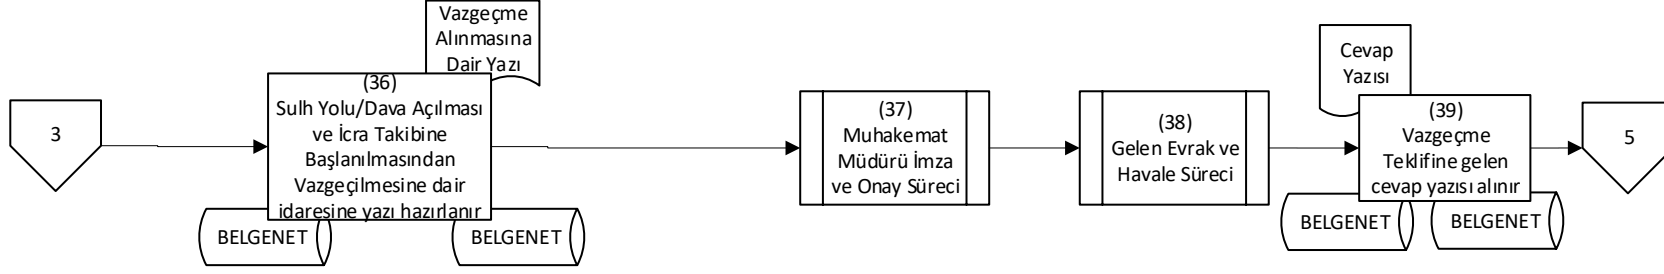 3
Vazgeçme
Alınmasına
Dair Yazı
(36)
Sulh Yolu/Dava Açılması
ve İcra Takibine
Başlanılmasından
Vazgeçilmesine dair
idaresine yazı hazırlanır
BELGENET
BELGENET
(37)
Muhakemat
Müdürü İmza
ve Onay Süreci
(38)
Gelen Evrak ve
Havale Süreci
Cevap
Yazısı
(39)
Vazgeçme
Teklifine gelen
cevap yazısı alınır
BELGENET
BELGENET
5